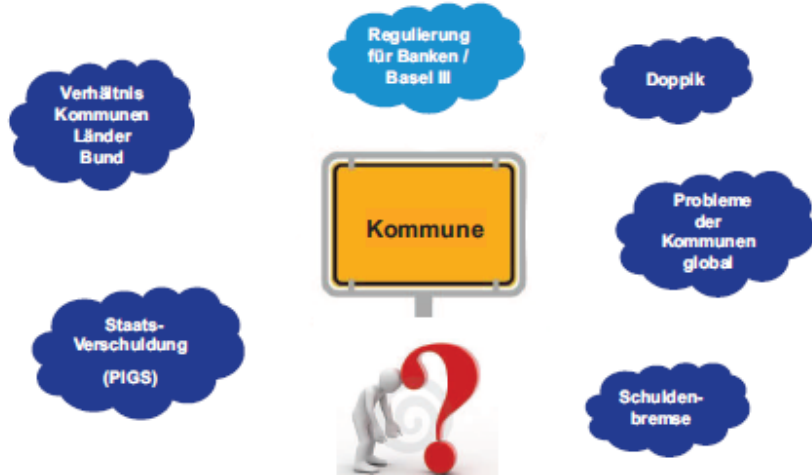 Regulierung
für Banken /
Basel III
Verhältnis
Kommunen
Länder
Bund
Doppik
Kommune
Probleme
der
Kommunen
global
Staats-
Verschuldung
(PIGS)
Schulden-
bremse
?